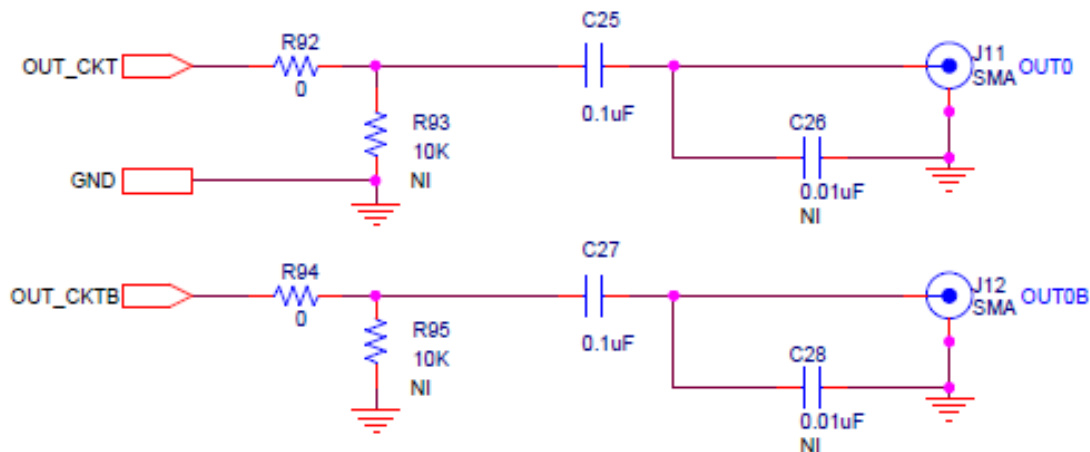 C25
R92
J11
OUT_CKT
SMA OUT0
0
R93
0.1uF
C26
10K
GND
NI
0.01uF
NI
C27
R94
J12
OUT_CKTB
SMA OUT0B
0
R95
0.1uF
C28
10K
NI
0.01uF
NI